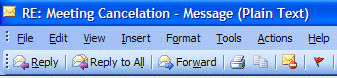 RE: Meeting Cancelation - Message (Plain Text)
File Edit View Insert Format Tools Actions Help
Reply Reply to All Forward